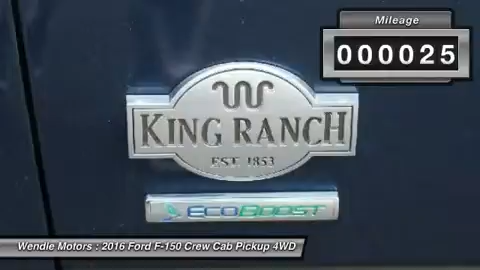 Mileage
000025
KING RANCH
EST. 1853
ECOBOOST
Wendle Motors : 2016 Ford F-150 Crew Cab Pickup 4WD